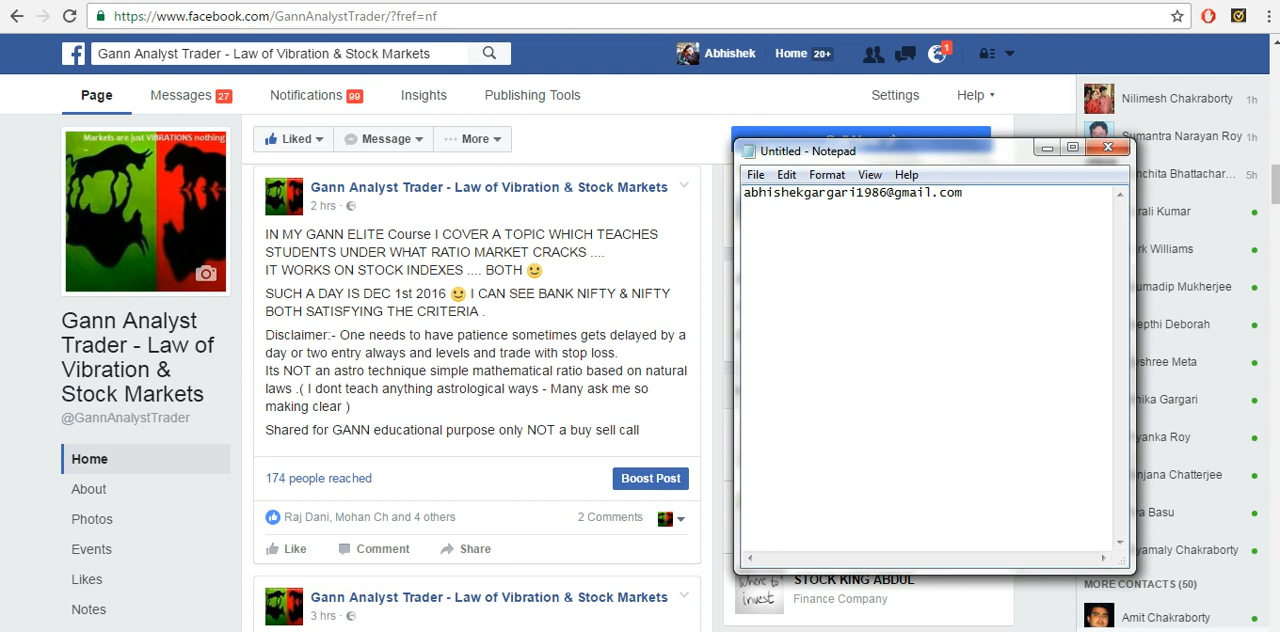 https://www.facebook.com/GannAnalystTrader/?fref=nf
Gann Analyst Trader - Law of Vibration & Stock Markets
Abhishek
Home 20+
1
Page
Messages 27
Notifications 99
Insights
Publishing Tools
Settings
Help
Markets are just VIBRATIONS nothing
Gann Analyst
Trader - Law of
Vibration &
Stock Markets
@GannAnalystTrader
Home
About
Photos
Events
Likes
Notes
Liked
Message
More
Gann Analyst Trader - Law of Vibration & Stock Markets
2 hrs ·
IN MY GANN ELITE Course I COVER A TOPIC WHICH TEACHES
STUDENTS UNDER WHAT RATIO MARKET CRACKS ....
IT WORKS ON STOCK INDEXES .... BOTH 🙂
SUCH A DAY IS DEC 1st 2016 🙂 I CAN SEE BANK NIFTY & NIFTY
BOTH SATISFYING THE CRITERIA .
Disclaimer:- One needs to have patience sometimes gets delayed by a
day or two entry always and levels and trade with stop loss.
Its NOT an astro technique simple mathematical ratio based on natural
laws .( I dont teach anything astrological ways - Many ask me so
making clear )
Shared for GANN educational purpose only NOT a buy sell call
174 people reached
Boost Post
Raj Dani, Mohan Ch and 4 others
2 Comments
Like
Comment
Share
Gann Analyst Trader - Law of Vibration & Stock Markets
3 hrs ·
Untitled - Notepad
File Edit Format View Help
abhishekgargari1986@gmail.com
Where to
invest
STOCK KING ABDUL
Finance Company
Nilimesh Chakraborty 1h
Sumantra Narayan Roy 1h
nchita Bhattachar... 5h
rali Kumar
rk Williams
umadip Mukherjee
epthi Deborah
yshree Meta
nika Gargari
yanka Roy
njana Chatterjee
va Basu
yamaly Chakraborty
MORE CONTACTS (50)
Amit Chakraborty